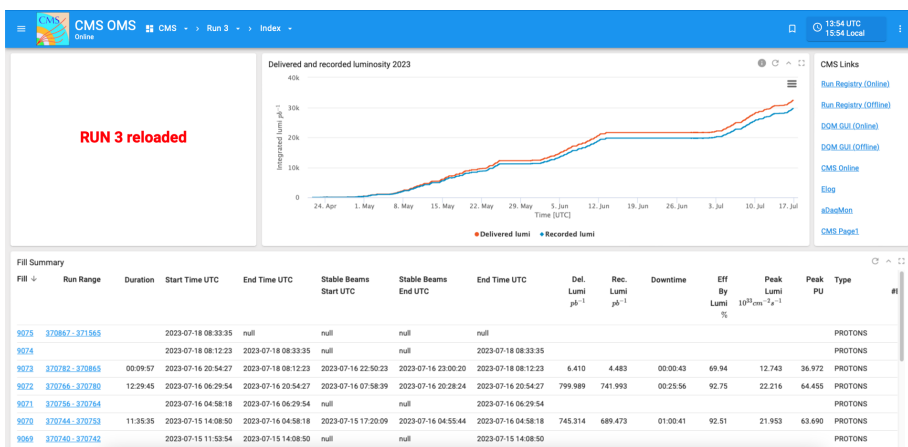 CMS
CMS OMS
Online
CMS
Run 3
Index
13:54 UTC
15:54 Local
RUN 3 reloaded
Delivered and recorded luminosity 2023
40k
30k
20k
10k
0
Integrated lumi pb⁻¹
24. Apr 1. May 8. May 15. May 22. May 29. May 5. Jun 12. Jun 19. Jun 26. Jun 3. Jul 10. Jul 17. Jul
Time [UTC]
Delivered lumi Recorded lumi
CMS Links
Run Registry (Online)
Run Registry (Offline)
DQM GUI (Online)
DQM GUI (Offline)
CMS Online
Elog
aDaqMon
CMS Page1
Fill Summary
Fill ↓ Run Range Duration Start Time UTC End Time UTC Stable Beams Start UTC Stable Beams End UTC End Time UTC Del. Lumi pb⁻¹ Rec. Lumi pb⁻¹ Downtime Eff By Lumi % Peak Lumi 10³³cm⁻²s⁻¹ Peak PU Type
9075 370867 - 371565 2023-07-18 08:33:35 null null null null PROTONS
9074 2023-07-18 08:12:23 2023-07-18 08:33:35 null null 2023-07-18 08:33:35 PROTONS
9073 370782 - 370865 00:09:57 2023-07-16 20:54:27 2023-07-18 08:12:23 2023-07-16 22:50:23 2023-07-16 23:00:20 2023-07-18 08:12:23 6.410 4.483 00:00:43 69.94 12.743 36.972 PROTONS
9072 370766 - 370780 12:29:45 2023-07-16 06:29:54 2023-07-16 20:54:27 2023-07-16 07:58:39 2023-07-16 20:28:24 2023-07-16 20:54:27 799.989 741.993 00:25:56 92.75 22.216 64.455 PROTONS
9071 370756 - 370764 2023-07-16 04:58:18 2023-07-16 06:29:54 null null 2023-07-16 06:29:54 PROTONS
9070 370744 - 370753 11:35:35 2023-07-15 14:08:50 2023-07-16 04:58:18 2023-07-15 17:20:09 2023-07-16 04:55:44 2023-07-16 04:58:18 745.314 689.473 01:00:41 92.51 21.953 63.690 PROTONS
9069 370740 - 370742 2023-07-15 11:53:54 2023-07-15 14:08:50 null null 2023-07-15 14:08:50 PROTONS